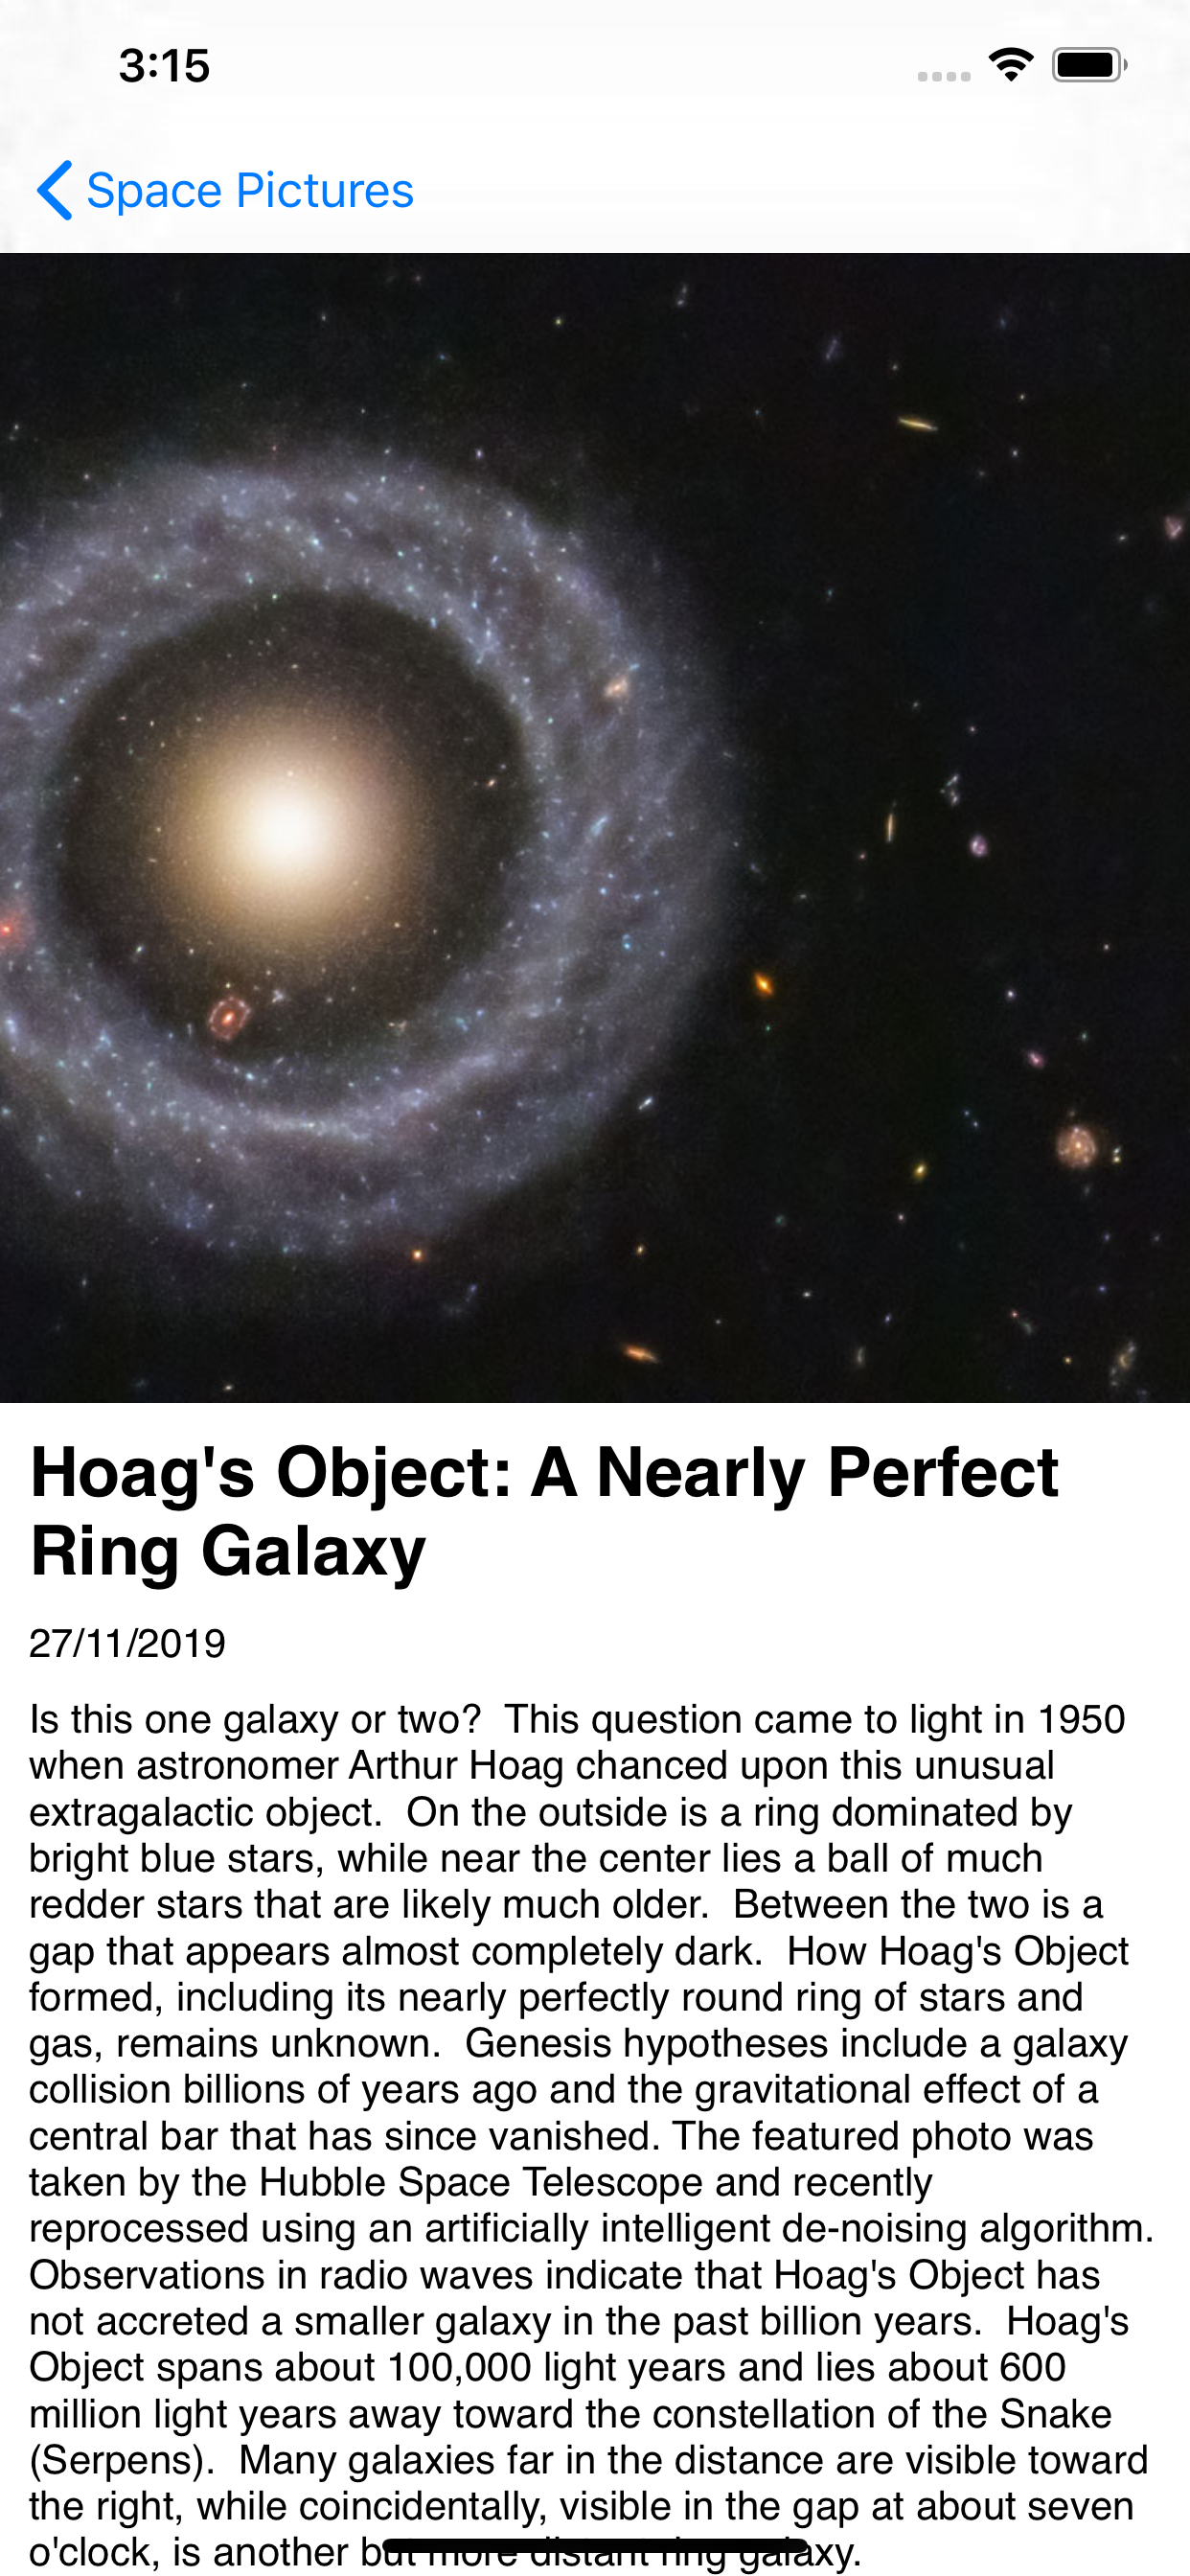 3:15
Space Pictures
Hoag's Object: A Nearly Perfect
Ring Galaxy
27/11/2019
Is this one galaxy or two?  This question came to light in 1950
when astronomer Arthur Hoag chanced upon this unusual
extragalactic object.  On the outside is a ring dominated by
bright blue stars, while near the center lies a ball of much
redder stars that are likely much older.  Between the two is a
gap that appears almost completely dark.  How Hoag's Object
formed, including its nearly perfectly round ring of stars and
gas, remains unknown.  Genesis hypotheses include a galaxy
collision billions of years ago and the gravitational effect of a
central bar that has since vanished. The featured photo was
taken by the Hubble Space Telescope and recently
reprocessed using an artificially intelligent de-noising algorithm.
Observations in radio waves indicate that Hoag's Object has
not accreted a smaller galaxy in the past billion years.  Hoag's
Object spans about 100,000 light years and lies about 600
million light years away toward the constellation of the Snake
(Serpens).  Many galaxies far in the distance are visible toward
the right, while coincidentally, visible in the gap at about seven
o'clock, is another but more distant ring galaxy.